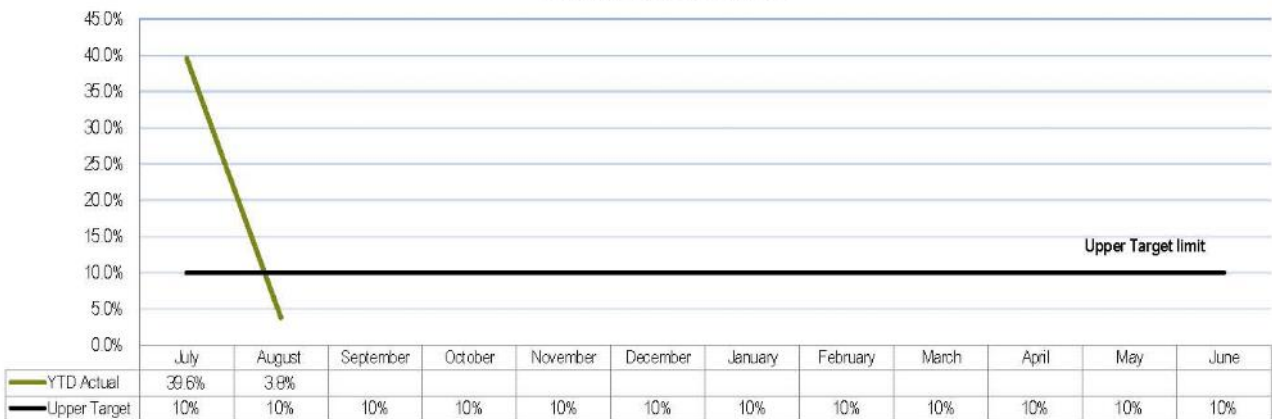 45.0%
40.0%
35.0%
30.0%
25.0%
20.0%
15.0%
Upper Target limit
10.0%
5.0%
0.0%
July August September October November December January February March April May June
YTD Actual 39.6% 3.8%
Upper Target 10% 10% 10% 10% 10% 10% 10% 10% 10% 10% 10% 10%